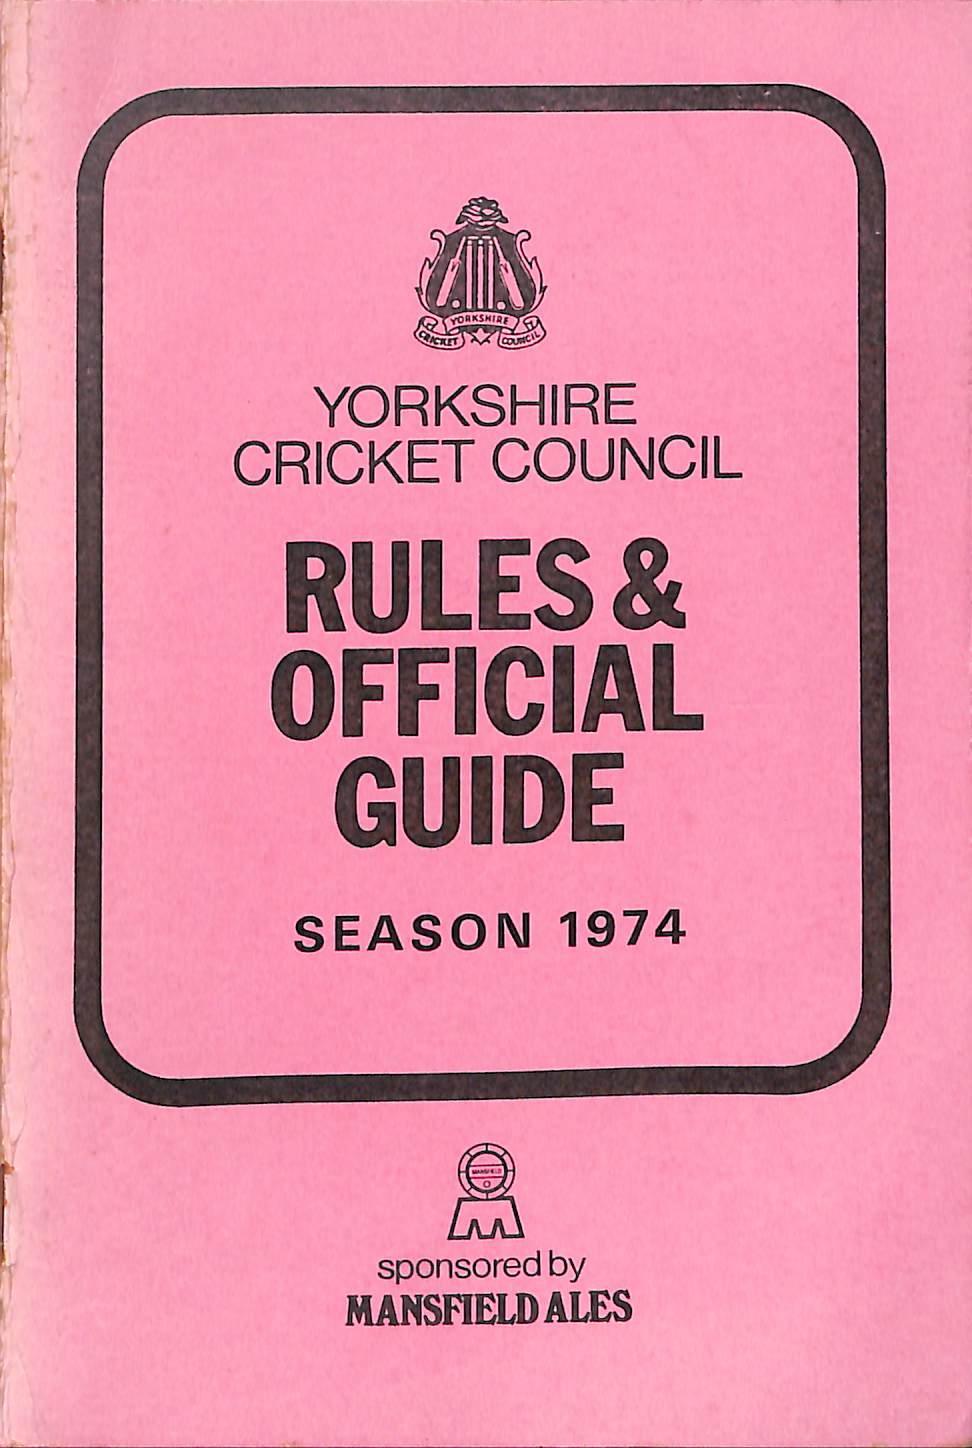 YORKSHIRE
CRICKET COUNCIL
YORKSHIRE
CRICKET COUNCIL
RULES &
OFFICIAL
GUIDE
SEASON 1974
MANSFIELD
sponsored by
MANSFIELD ALES